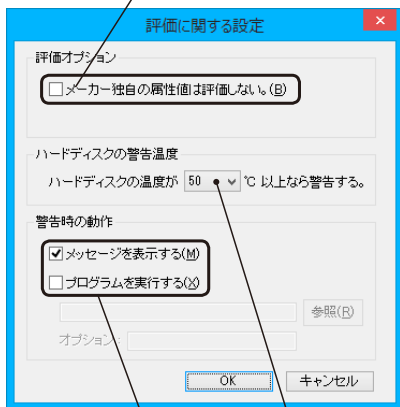 評価に関する設定
評価オプション
メーカー独自の属性値は評価しない。(B)
ハードディスクの警告温度
ハードディスクの温度が 50 ℃ 以上なら警告する。
警告時の動作
メッセージを表示する(M)
プログラムを実行する(X)
参照(R)
オプション:
OK キャンセル